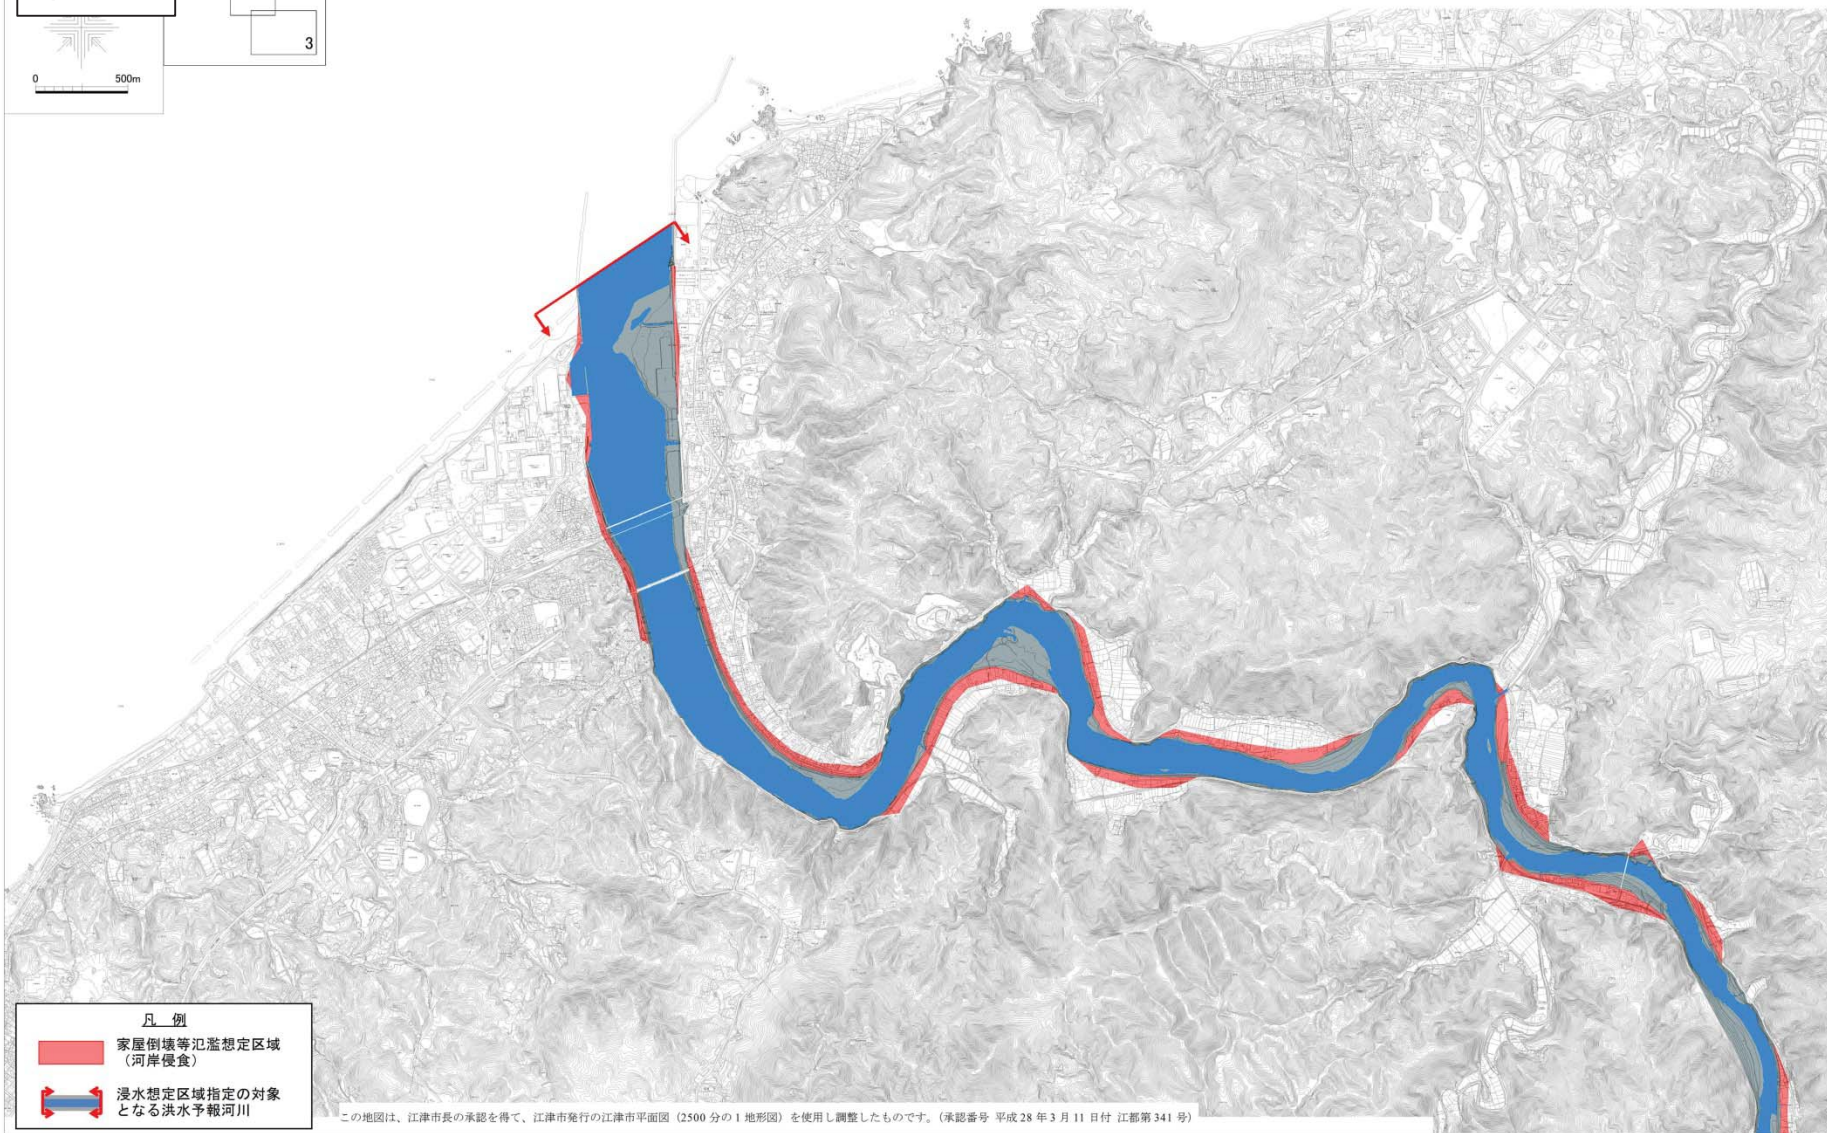 3
0 500m
凡 例
家屋倒壊等氾濫想定区域
(河岸侵食)
浸水想定区域指定の対象
となる洪水予報河川
この地図は、江津市長の承認を得て、江津市発行の江津市平面図 (2500 分の 1 地形図) を使用し調整したものです。(承認番号 平成 28 年 3 月 11 日付 江都第 341 号)